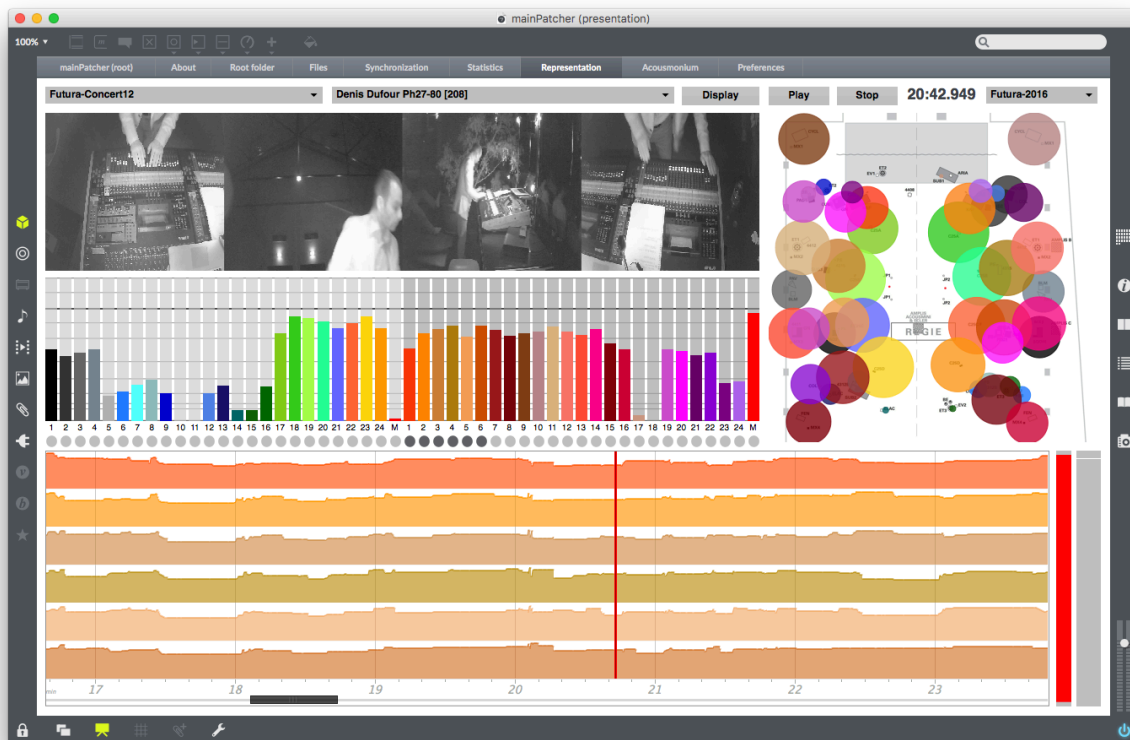 mainPatcher (presentation)
100%
mainPatcher (root) About Root folder Files Synchronization Statistics Representation Acousmonium Preferences
Futura-Concert12 Denis Dufour Ph27-80 [208] Display Play Stop 20:42.949 Futura-2016
AMPLIS
REGIE
1 2 3 4 5 6 7 8 9 10 11 12 13 14 15 16 17 18 19 20 21 22 23 24 M 1 2 3 4 5 6 7 8 9 10 11 12 13 14 15 16 17 18 19 20 21 22 23 24 M
min 17 18 19 20 21 22 23